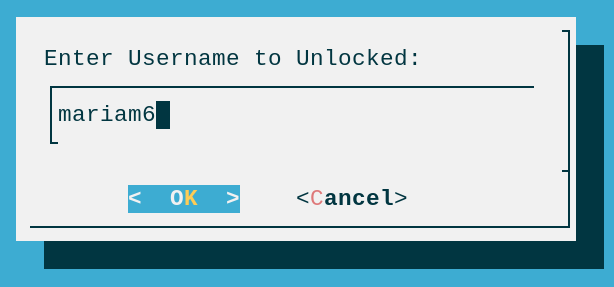 Enter Username to Unlocked:
mariam6
<  OK  > <Cancel>